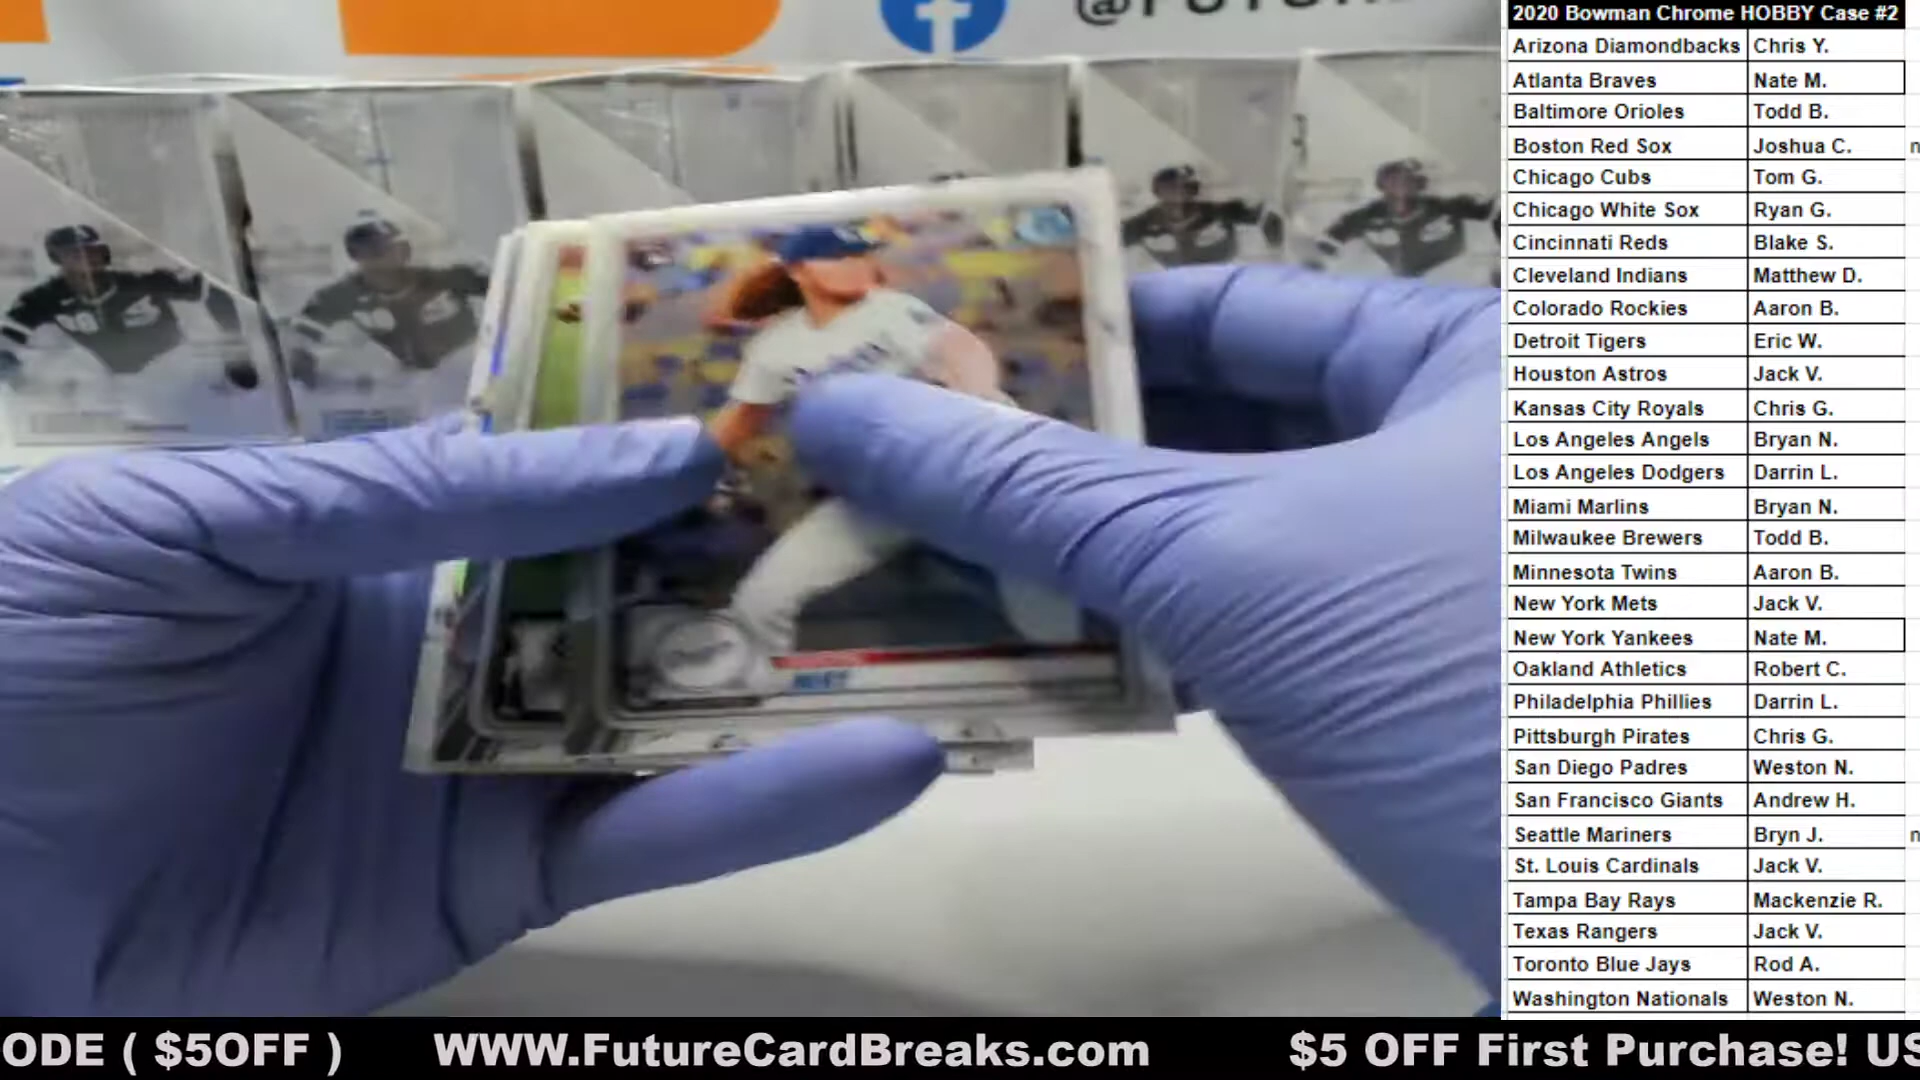 @FUTURE
2020 Bowman Chrome HOBBY Case #2
Arizona Diamondbacks Chris Y.
Atlanta Braves Nate M.
Baltimore Orioles Todd B.
Boston Red Sox Joshua C. n
Chicago Cubs Tom G.
Chicago White Sox Ryan G.
Cincinnati Reds Blake S.
Cleveland Indians Matthew D.
Colorado Rockies Aaron B.
Detroit Tigers Eric W.
Houston Astros Jack V.
Kansas City Royals Chris G.
Los Angeles Angels Bryan N.
Los Angeles Dodgers Darrin L.
Miami Marlins Bryan N.
Milwaukee Brewers Todd B.
Minnesota Twins Aaron B.
New York Mets Jack V.
New York Yankees Nate M.
Oakland Athletics Robert C.
Philadelphia Phillies Darrin L.
Pittsburgh Pirates Chris G.
San Diego Padres Weston N.
San Francisco Giants Andrew H.
Seattle Mariners Bryn J. n
St. Louis Cardinals Jack V.
Tampa Bay Rays Mackenzie R.
Texas Rangers Jack V.
Toronto Blue Jays Rod A.
Washington Nationals Weston N.
ODE ( $5OFF ) WWW.FutureCardBreaks.com $5 OFF First Purchase! US